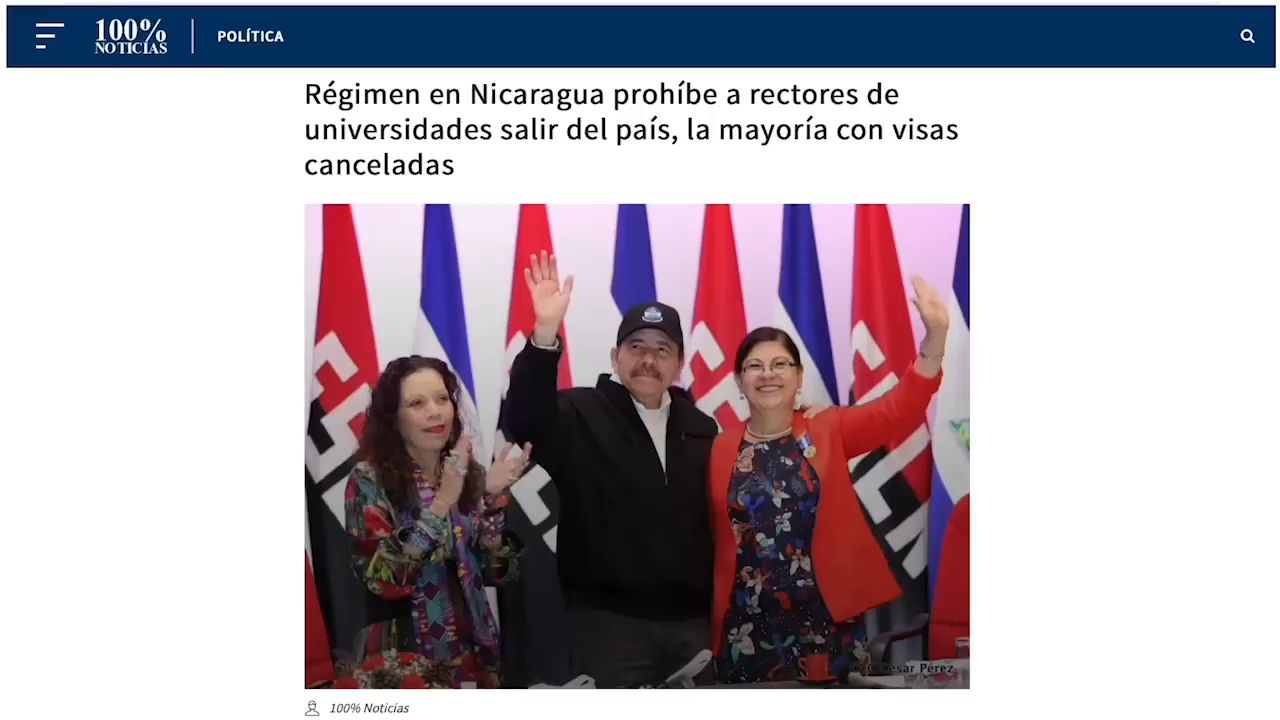 100%
NOTICIAS
POLÍTICA
Régimen en Nicaragua prohíbe a rectores de
universidades salir del país, la mayoría con visas
canceladas
FSLN
César Pérez
100% Noticias